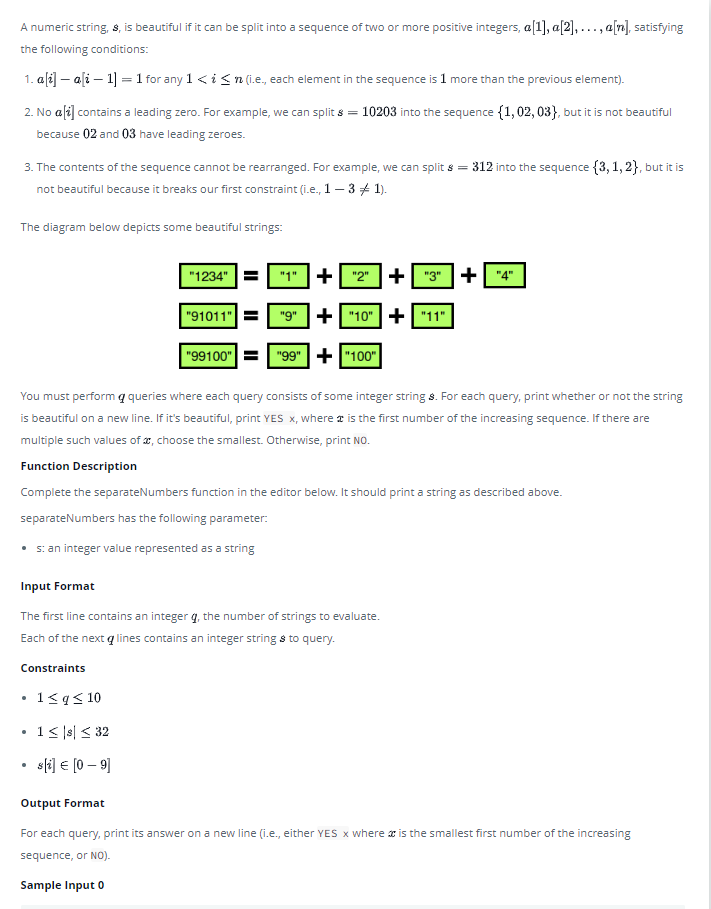 A numeric string, s, is beautiful if it can be split into a sequence of two or more positive integers, a[1], a[2], . . . , a[n], satisfying
the following conditions:
1. a[i] − a[i − 1] = 1 for any 1 < i ≤ n (i.e., each element in the sequence is 1 more than the previous element).
2. No a[i] contains a leading zero. For example, we can split s = 10203 into the sequence {1, 02, 03}, but it is not beautiful
because 02 and 03 have leading zeroes.
3. The contents of the sequence cannot be rearranged. For example, we can split s = 312 into the sequence {3, 1, 2}, but it is
not beautiful because it breaks our first constraint (i.e., 1 − 3 ≠ 1).
The diagram below depicts some beautiful strings:
"1234" = "1" + "2" + "3" + "4"
"91011" = "9" + "10" + "11"
"99100" = "99" + "100"
You must perform q queries where each query consists of some integer string s. For each query, print whether or not the string
is beautiful on a new line. If it's beautiful, print YES x, where x is the first number of the increasing sequence. If there are
multiple such values of x, choose the smallest. Otherwise, print NO.
Function Description
Complete the separateNumbers function in the editor below. It should print a string as described above.
separateNumbers has the following parameter:
• s: an integer value represented as a string
Input Format
The first line contains an integer q, the number of strings to evaluate.
Each of the next q lines contains an integer string s to query.
Constraints
• 1 ≤ q ≤ 10
• 1 ≤ |s| ≤ 32
• s[i] ∈ [0 − 9]
Output Format
For each query, print its answer on a new line (i.e., either YES x where x is the smallest first number of the increasing
sequence, or NO).
Sample Input 0